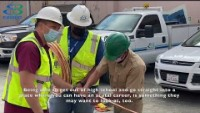 Being able to get out of high school and go straight into a
class where you can have an actual career, is something they
may want to look at, too.